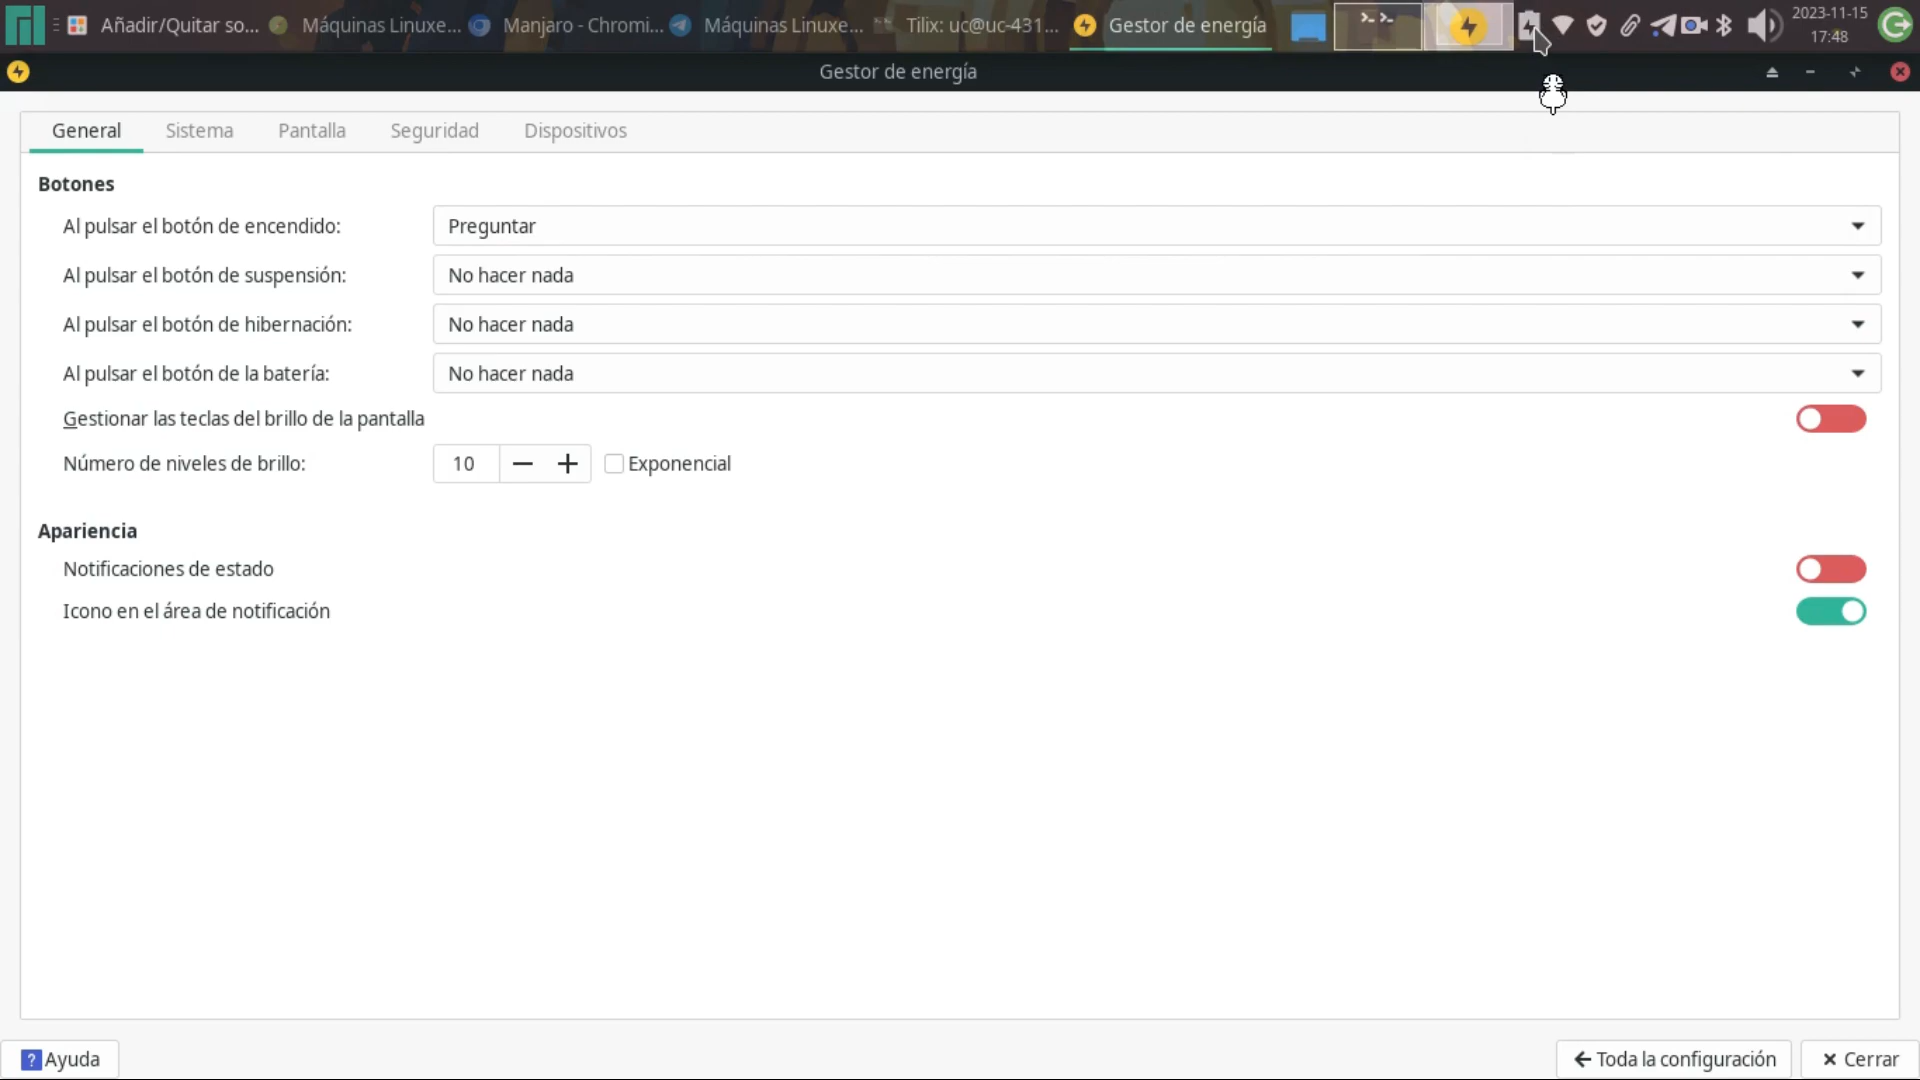 Añadir/Quitar so... Máquinas Linuxe... Manjaro - Chromi... Máquinas Linuxe... Tilix: uc@uc-431... Gestor de energía 2023-11-15
17:48
Gestor de energía
General Sistema Pantalla Seguridad Dispositivos
Botones
Al pulsar el botón de encendido: Preguntar
Al pulsar el botón de suspensión: No hacer nada
Al pulsar el botón de hibernación: No hacer nada
Al pulsar el botón de la batería: No hacer nada
Gestionar las teclas del brillo de la pantalla
Número de niveles de brillo: 10 Exponencial
Apariencia
Notificaciones de estado
Icono en el área de notificación
Ayuda Toda la configuración Cerrar